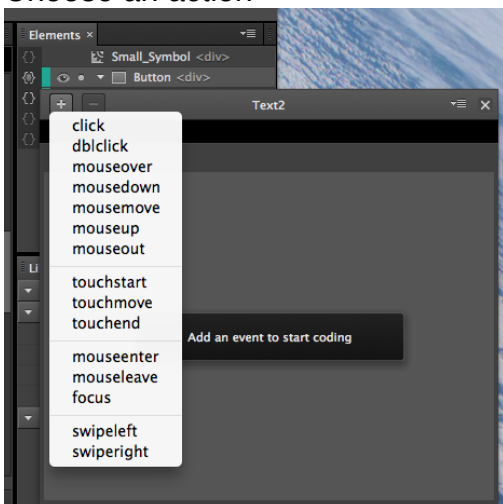 Choose an action
Elements ×
Small_Symbol <div>
Button <div>
Text2
click
dblclick
mouseover
mousedown
mousemove
mouseup
mouseout
touchstart
touchmove
touchend
Add an event to start coding
mouseenter
mouseleave
focus
swipeleft
swiperight
Li